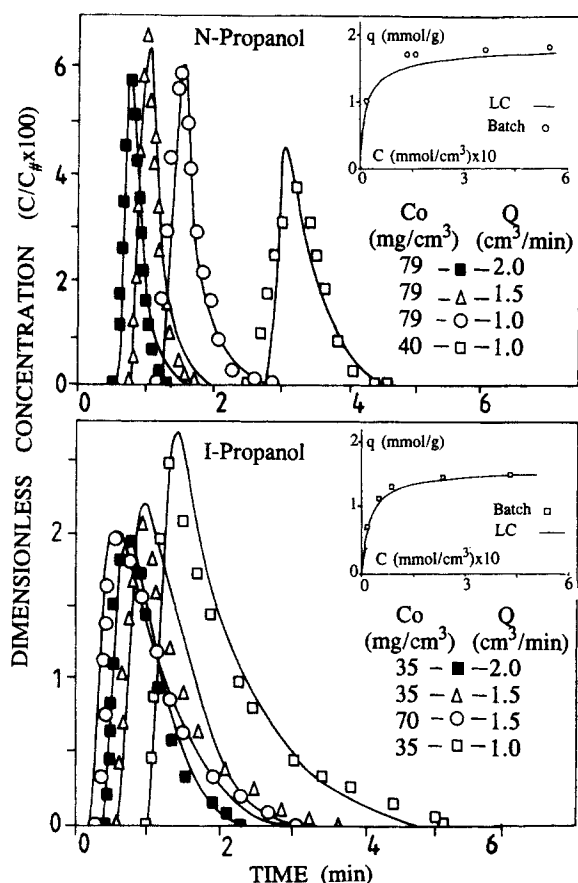 DIMENSIONLESS CONCENTRATION (C/C#x100)
N-Propanol
6
4
2
0
0 2 4 6
2
q (mmol/g)
1
LC
Batch
C (mmol/cm³)x10
0
0 3 6
Co Q
(mg/cm³) (cm³/min)
79 – ■ – 2.0
79 – △ – 1.5
79 – ○ – 1.0
40 – □ – 1.0
I-Propanol
2
1
0
0 2 4 6
2
q (mmol/g)
1
Batch
LC
C (mmol/cm³)x10
0
0 3 6
Co Q
(mg/cm³) (cm³/min)
35 – ■ – 2.0
35 – △ – 1.5
70 – ○ – 1.5
35 – □ – 1.0
TIME (min)